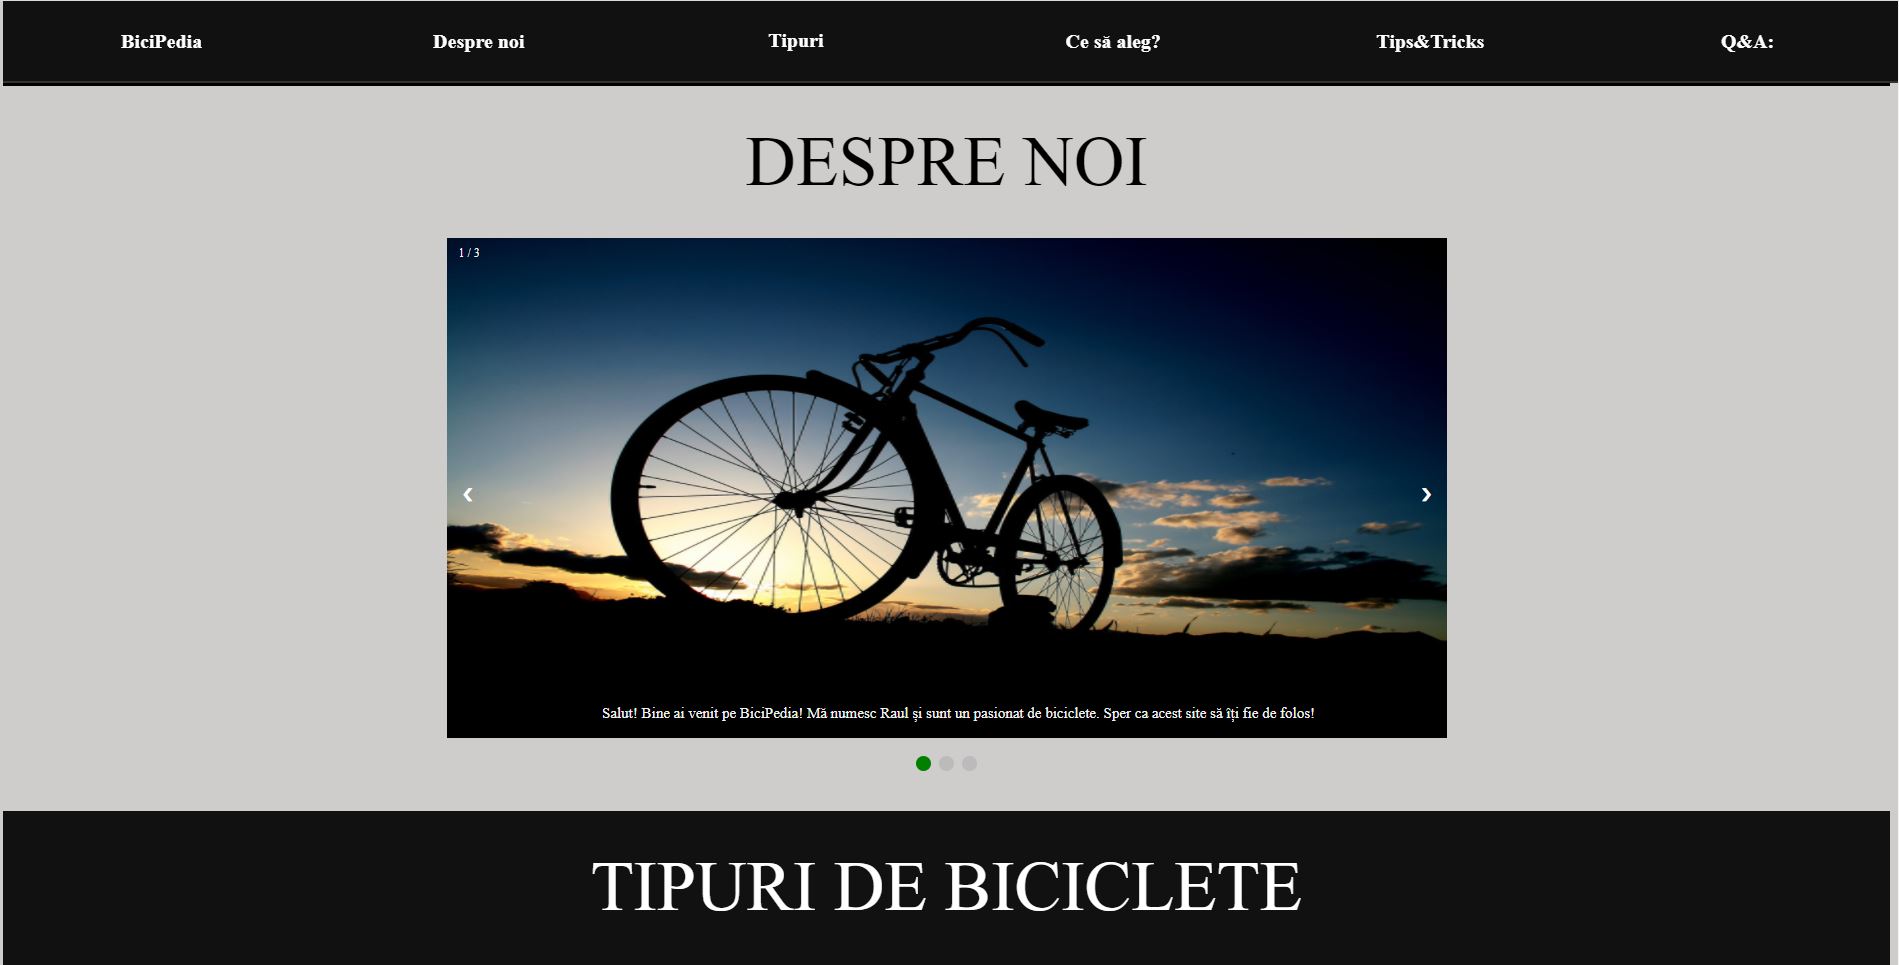 BiciPedia Despre noi Tipuri Ce să aleg? Tips&Tricks Q&A:
DESPRE NOI
1 / 3
❮ ❯
Salut! Bine ai venit pe BiciPedia! Mă numesc Raul și sunt un pasionat de biciclete. Sper ca acest site să îți fie de folos!
TIPURI DE BICICLETE